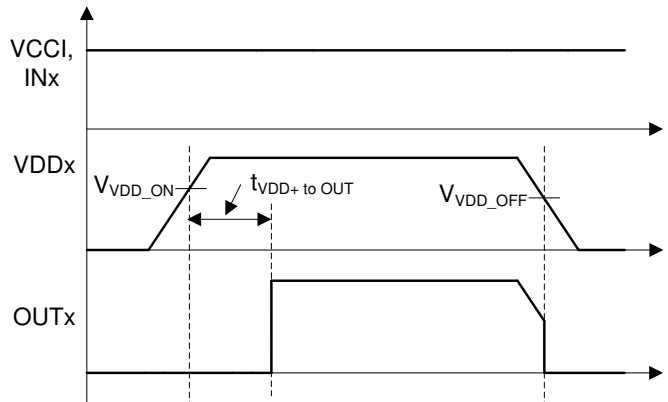 VCCI,
INx
VDDx
VVDD_ON
tVDD+ to OUT
VVDD_OFF
OUTx